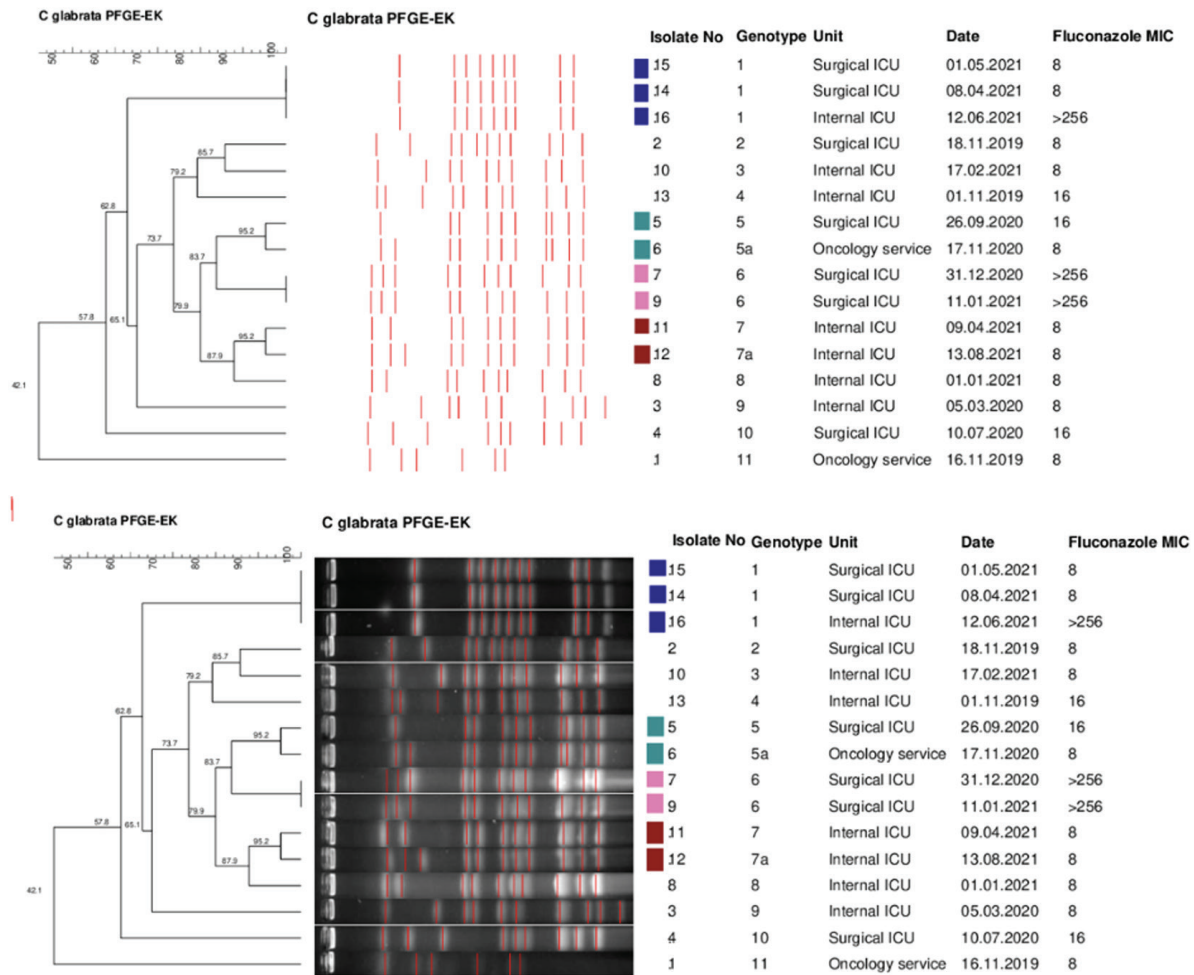 C glabrata PFGE-EK C glabrata PFGE-EK
Isolate No Genotype Unit Date Fluconazole MIC
50 60 70 80 90 100
15 1 Surgical ICU 01.05.2021 8
14 1 Surgical ICU 08.04.2021 8
16 1 Internal ICU 12.06.2021 >256
2 2 Surgical ICU 18.11.2019 8
85.7
10 3 Internal ICU 17.02.2021 8
79.2
13 4 Internal ICU 01.11.2019 16
62.8
5 5 Surgical ICU 26.09.2020 16
95.2
73.7
6 5a Oncology service 17.11.2020 8
83.7
7 6 Surgical ICU 31.12.2020 >256
9 6 Surgical ICU 11.01.2021 >256
79.9
57.8 65.1
11 7 Internal ICU 09.04.2021 8
95.2
12 7a Internal ICU 13.08.2021 8
87.9
42.1
8 8 Internal ICU 01.01.2021 8
3 9 Internal ICU 05.03.2020 8
4 10 Surgical ICU 10.07.2020 16
1 11 Oncology service 16.11.2019 8
C glabrata PFGE-EK C glabrata PFGE-EK
Isolate No Genotype Unit Date Fluconazole MIC
50 60 70 80 90 100
15 1 Surgical ICU 01.05.2021 8
14 1 Surgical ICU 08.04.2021 8
16 1 Internal ICU 12.06.2021 >256
2 2 Surgical ICU 18.11.2019 8
85.7
10 3 Internal ICU 17.02.2021 8
79.2
13 4 Internal ICU 01.11.2019 16
62.8
5 5 Surgical ICU 26.09.2020 16
95.2
73.7
6 5a Oncology service 17.11.2020 8
83.7
7 6 Surgical ICU 31.12.2020 >256
9 6 Surgical ICU 11.01.2021 >256
79.9
57.8 65.1
11 7 Internal ICU 09.04.2021 8
95.2
12 7a Internal ICU 13.08.2021 8
87.9
8 8 Internal ICU 01.01.2021 8
42.1
3 9 Internal ICU 05.03.2020 8
4 10 Surgical ICU 10.07.2020 16
1 11 Oncology service 16.11.2019 8